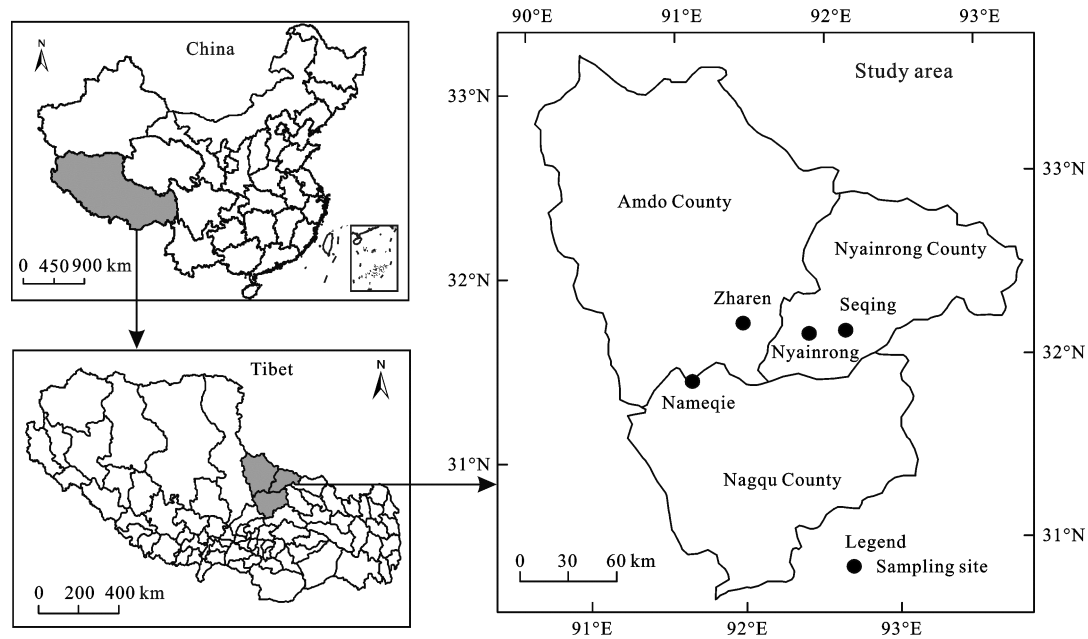 N
China
0 450 900 km
N
Tibet
0 200 400 km
90°E 91°E 92°E 93°E
Study area
33°N
33°N
Amdo County
Nyainrong County
32°N
Zharen
Seqing
Nyainrong
32°N
Nameqie
31°N
Nagqu County
31°N
Legend
Sampling site
0 30 60 km
91°E 92°E 93°E